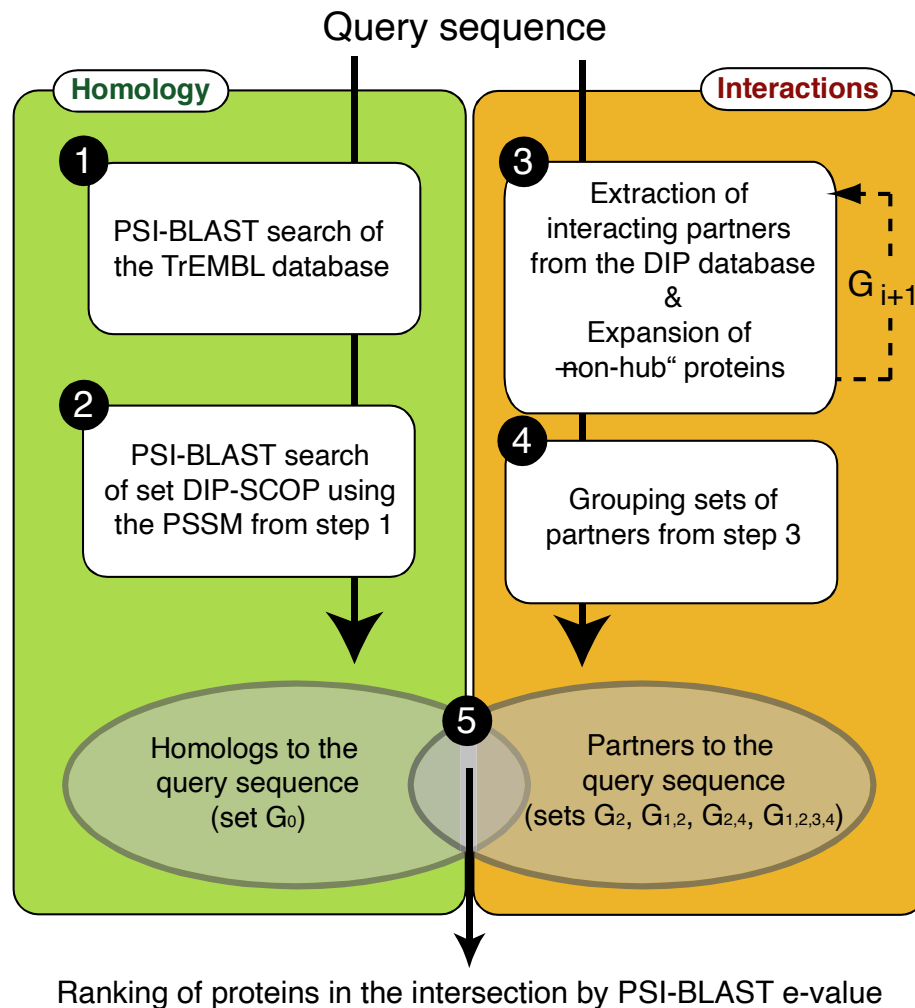 Query sequence
Homology
1
PSI-BLAST search of
the TrEMBL database
2
PSI-BLAST search
of set DIP-SCOP using
the PSSM from step 1
Interactions
3
Extraction of
interacting partners
from the DIP database
&
Expansion of
-non-hub“ proteins
G i+1
4
Grouping sets of
partners from step 3
5
Homologs to the
query sequence
(set G0)
Partners to the
query sequence
(sets G2, G1,2, G2,4, G1,2,3,4)
Ranking of proteins in the intersection by PSI-BLAST e-value